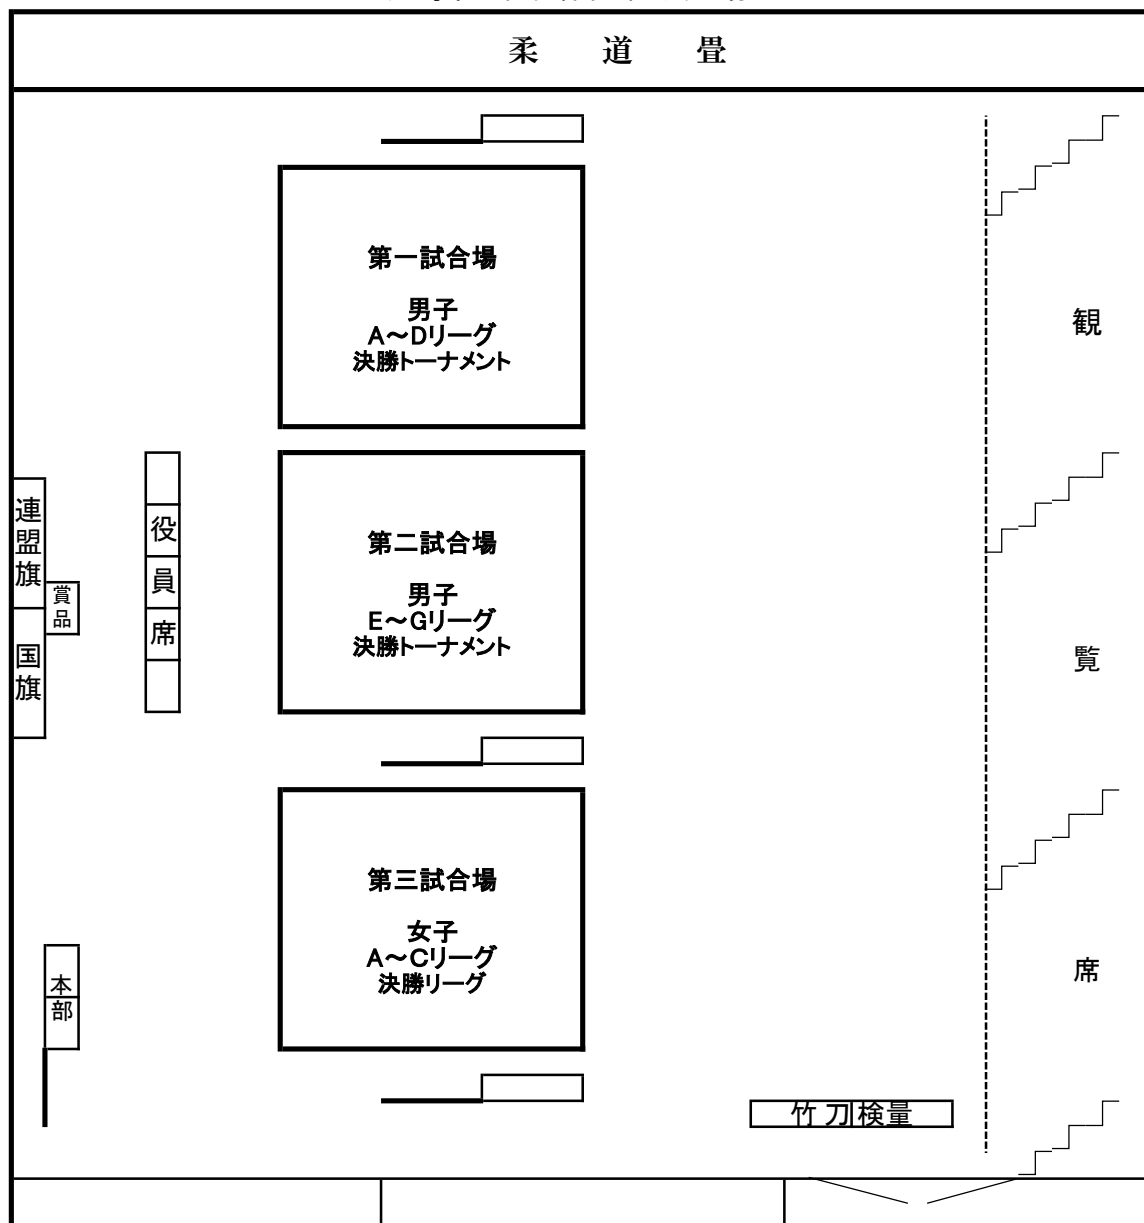 柔道畳
第一試合場
男子
A～Dリーグ
決勝トーナメント
観
連盟旗
賞品
国旗
役員席
第二試合場
男子
E～Gリーグ
決勝トーナメント
覧
第三試合場
女子
A～Cリーグ
決勝リーグ
席
本部
竹刀検量